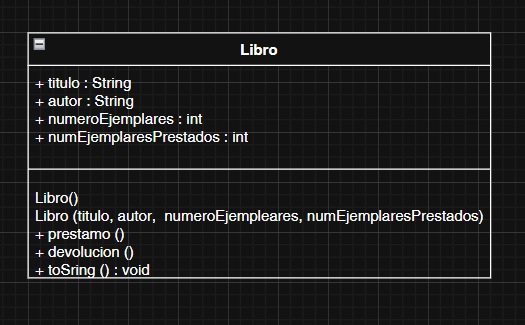 Libro
+ titulo : String
+ autor : String
+ numeroEjemplares : int
+ numEjemplaresPrestados : int
Libro()
Libro (titulo, autor, numeroEjempleares, numEjemplaresPrestados)
+ prestamo ()
+ devolucion ()
+ toSring () : void